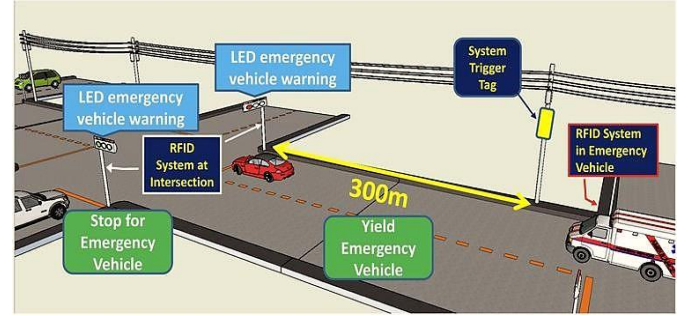 LED emergency
vehicle warning
LED emergency
vehicle warning
System
Trigger
Tag
RFID
System at
Intersection
RFID System
in Emergency
Vehicle
300m
Stop for
Emergency
Vehicle
Yield
Emergency
Vehicle